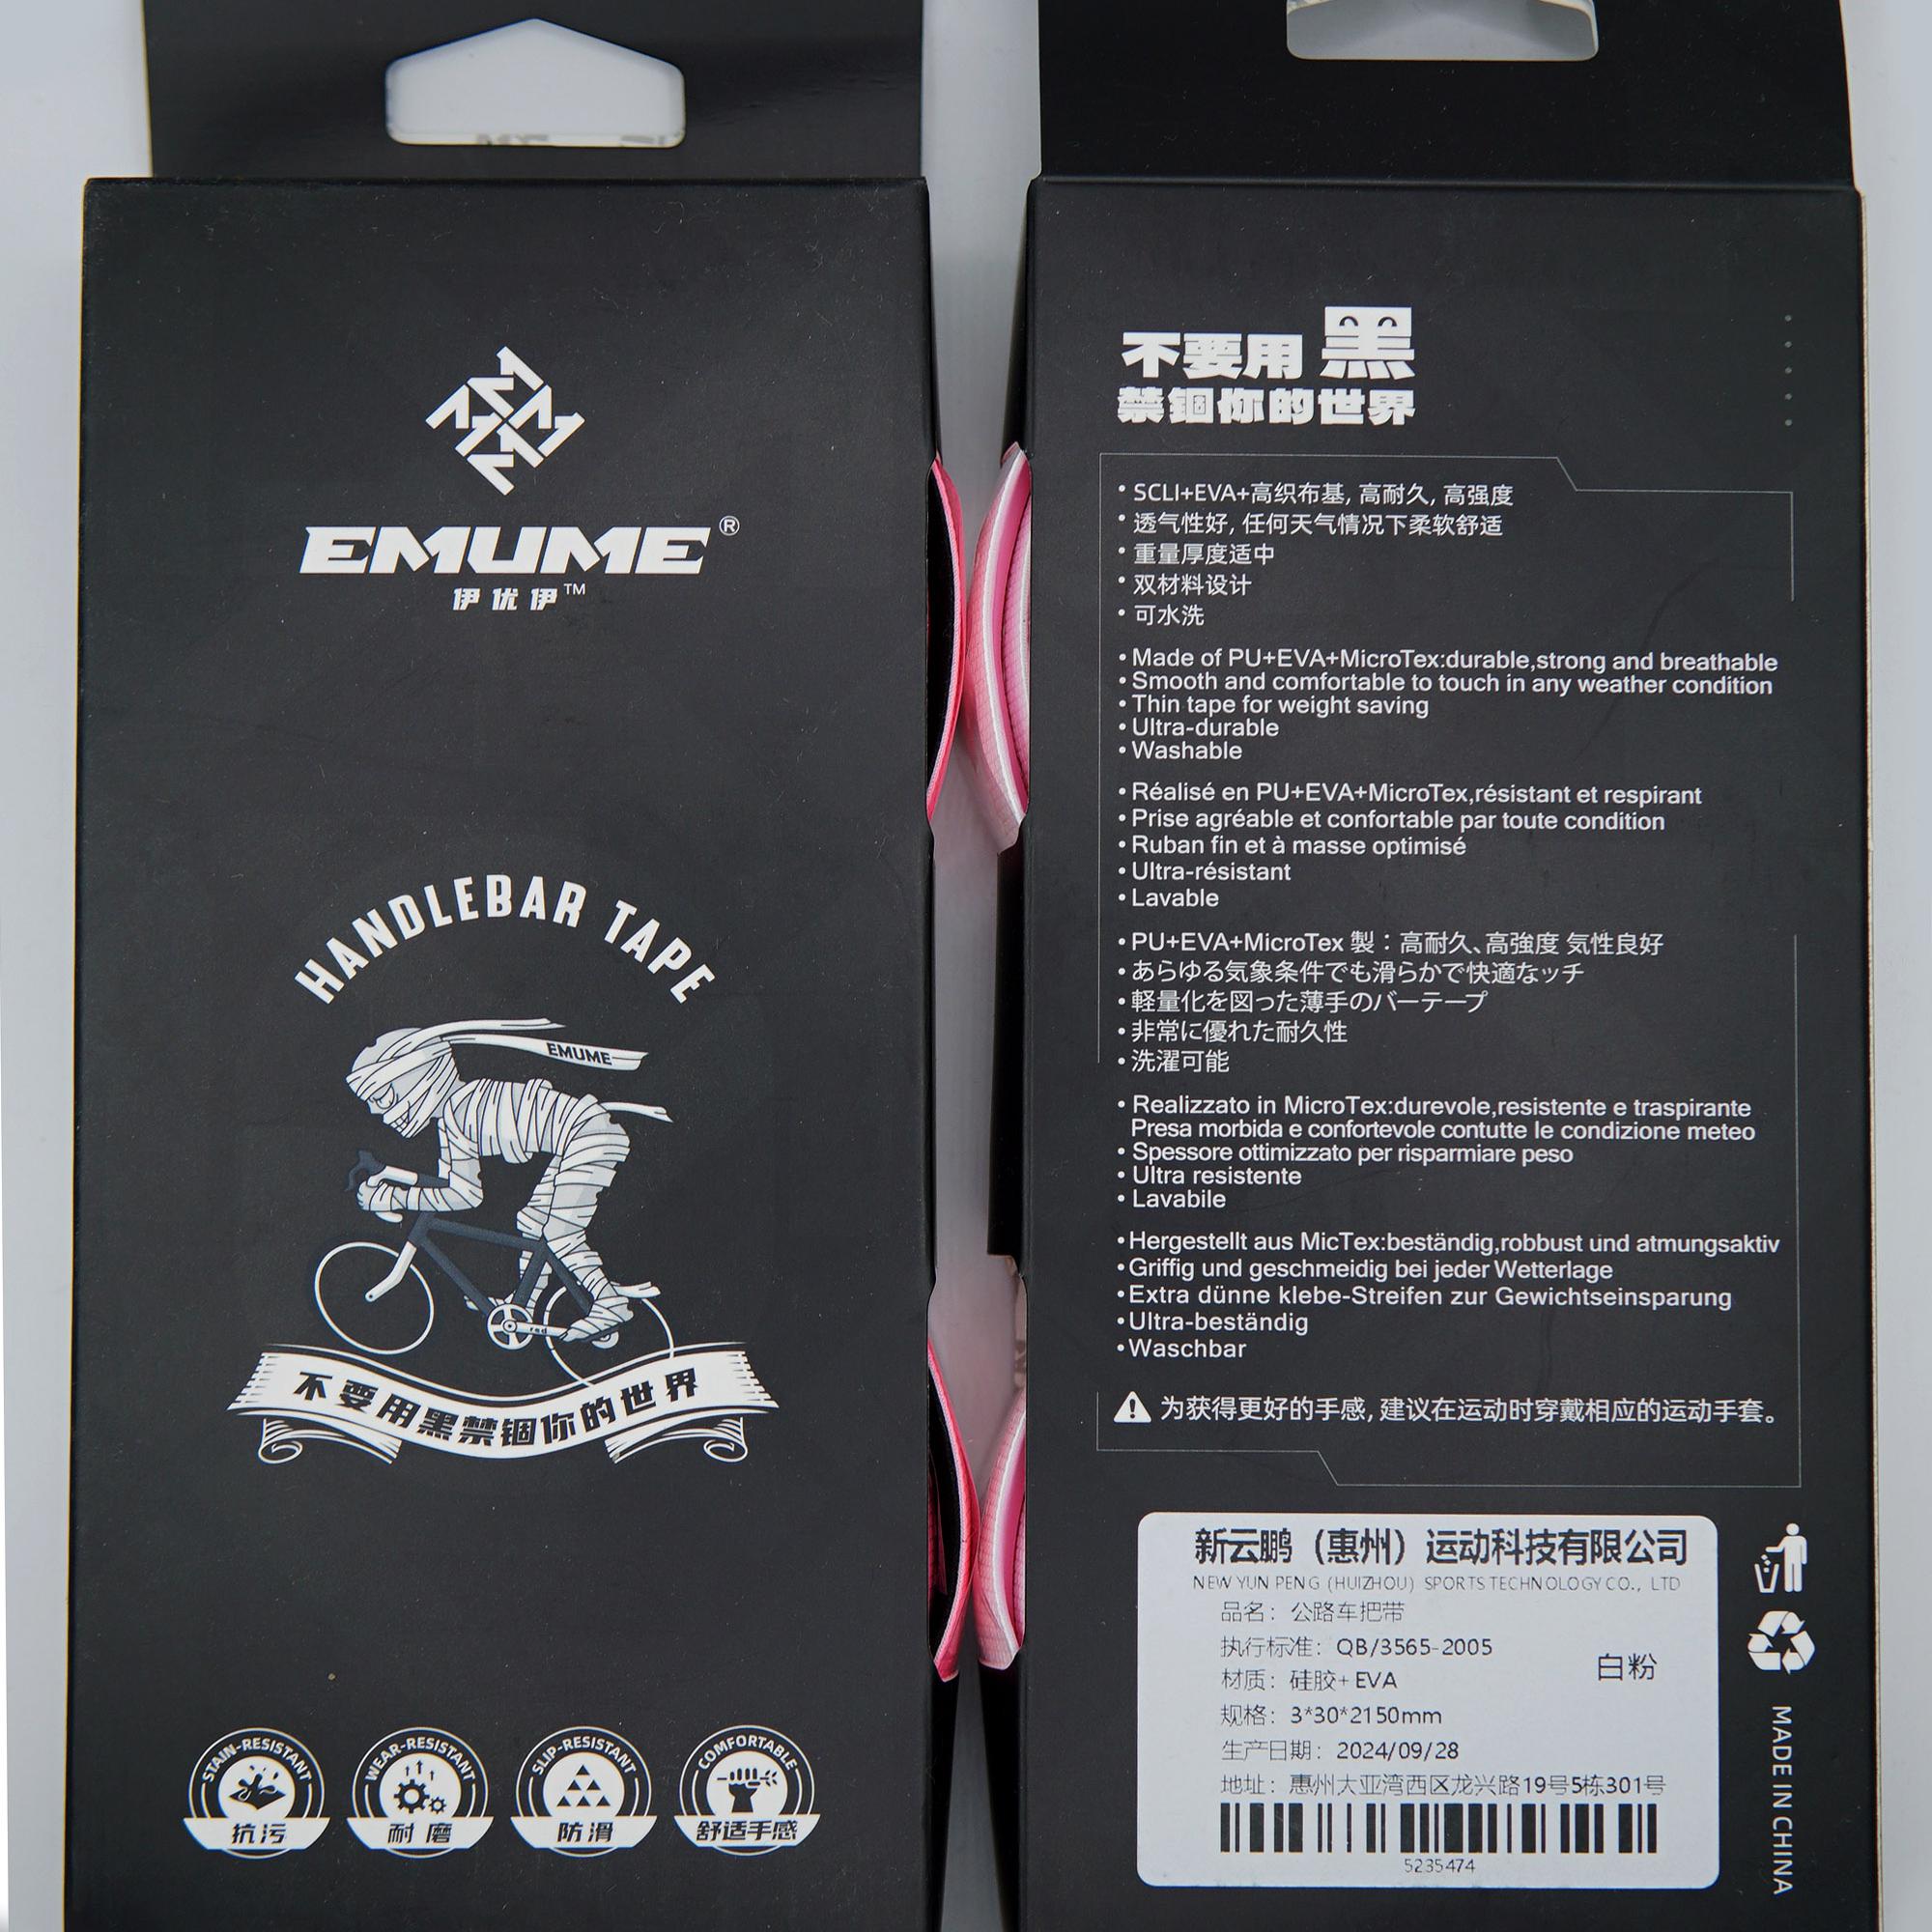 EMUME®
伊优伊™
HANDLEBAR TAPE
EMUME
red
不要用黑禁锢你的世界
STAIN-RESISTANT
抗污
WEAR-RESISTANT
耐磨
SLIP-RESISTANT
防滑
COMFORTABLE
舒适手感
不要用黑
禁锢你的世界
• SCLI+EVA+高织布基, 高耐久, 高强度
• 透气性好, 任何天气情况下柔软舒适
• 重量厚度适中
• 双材料设计
• 可水洗
• Made of PU+EVA+MicroTex:durable,strong and breathable
• Smooth and comfortable to touch in any weather condition
• Thin tape for weight saving
• Ultra-durable
• Washable
• Réalisé en PU+EVA+MicroTex,résistant et respirant
• Prise agréable et confortable par toute condition
• Ruban fin et à masse optimisé
• Ultra-résistant
• Lavable
• PU+EVA+MicroTex 製：高耐久、高強度 気性良好
• あらゆる気象条件でも滑らかで快適なッチ
• 軽量化を図った薄手のバーテープ
• 非常に優れた耐久性
• 洗濯可能
• Realizzato in MicroTex:durevole,resistente e traspirante
Presa morbida e confortevole contutte le condizione meteo
• Spessore ottimizzato per risparmiare peso
• Ultra resistente
• Lavabile
• Hergestellt aus MicTex:beständig,robbust und atmungsaktiv
• Griffig und geschmeidig bei jeder Wetterlage
• Extra dünne klebe-Streifen zur Gewichtseinsparung
• Ultra-beständig
• Waschbar
为获得更好的手感, 建议在运动时穿戴相应的运动手套。
新云鹏（惠州）运动科技有限公司
NEW YUN PENG (HUIZHOU) SPORTS TECHNOLOGY CO., LTD
品名：公路车把带
执行标准：QB/3565-2005
材质：硅胶+EVA
白粉
规格：3*30*2150mm
生产日期：2024/09/28
地址：惠州大亚湾西区龙兴路19号5栋301号
5235474
MADE IN CHINA